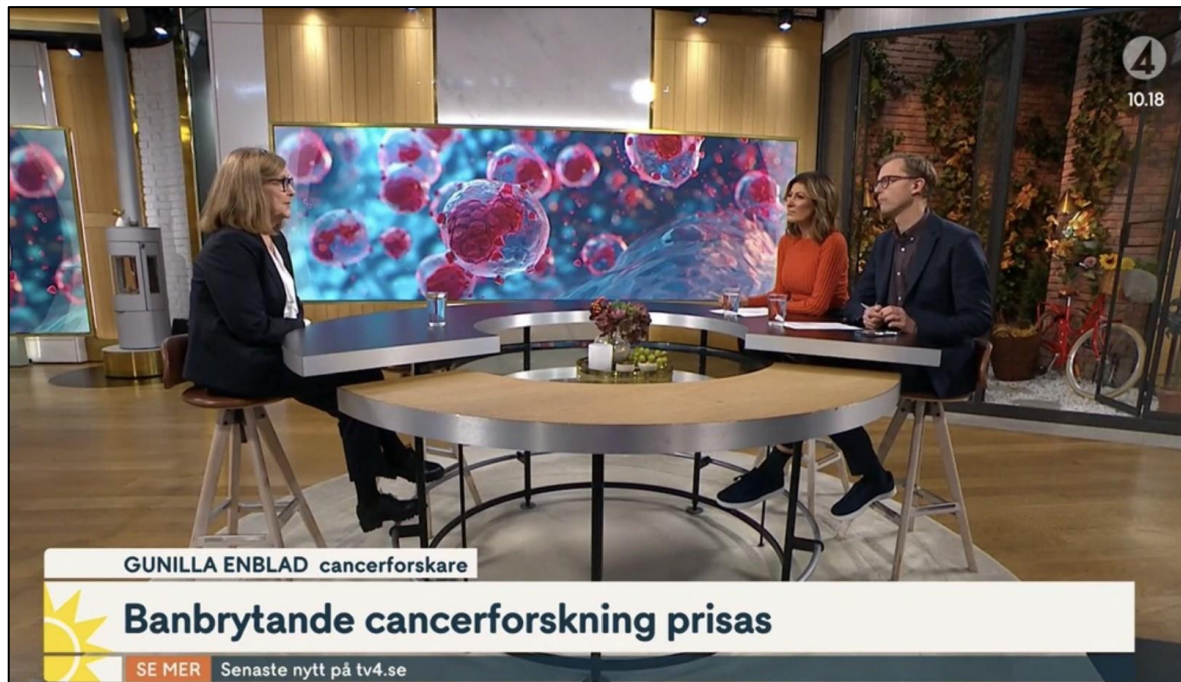 4
10.18
GUNILLA ENBLAD cancerforskare
Banbrytande cancerforskning prisas
SE MER Senaste nytt på tv4.se